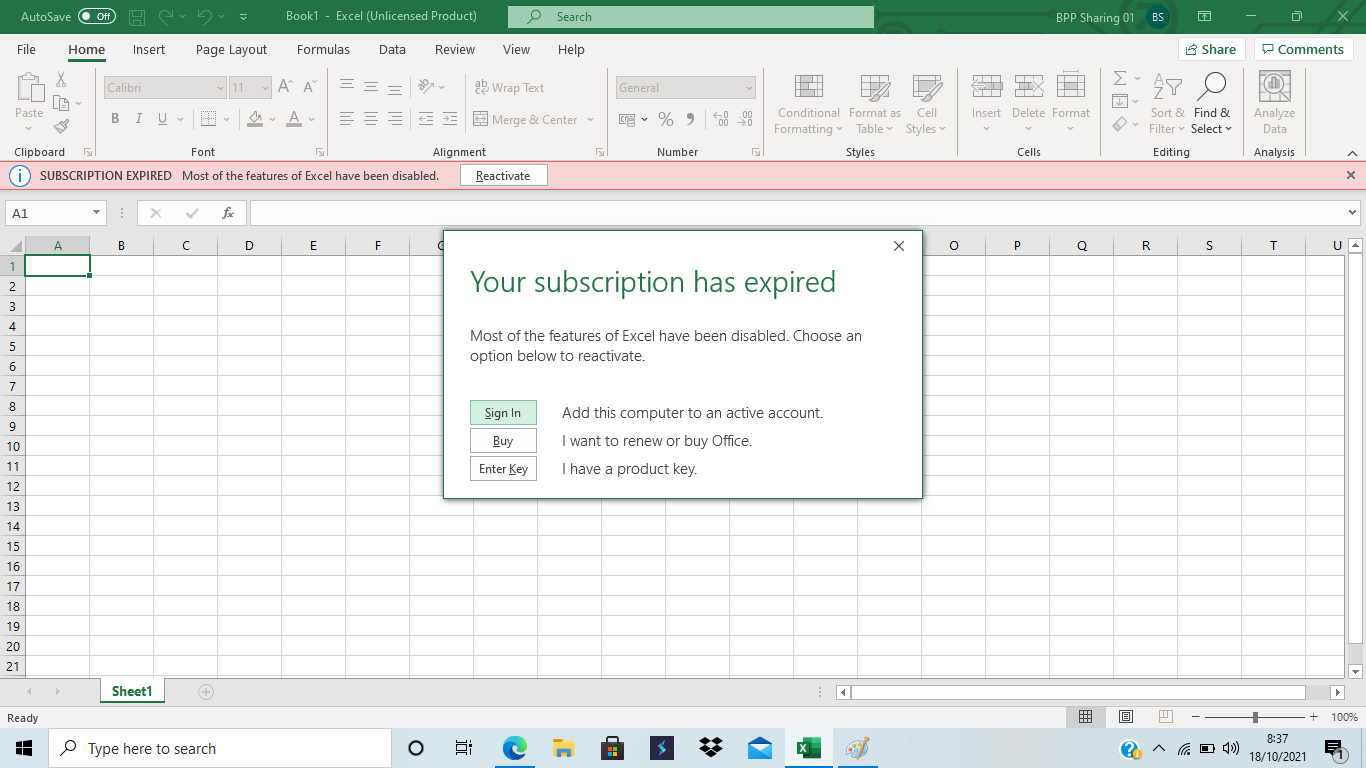 AutoSave Off Book1 - Excel (Unlicensed Product) Search BPP Sharing 01 BS
File Home Insert Page Layout Formulas Data Review View Help Share Comments
Calibri 11 A A ab Wrap Text General
Paste B I U A Merge & Center % 9
Conditional Formatting
Format as Table
Cell Styles
Insert Delete Format
Sort & Filter
Find & Select
Analyze Data
Clipboard Font Alignment Number Styles Cells Editing Analysis
SUBSCRIPTION EXPIRED Most of the features of Excel have been disabled. Reactivate
A1 fx
A B C D E F G O P Q R S T U
1
2
3
4
5
6
7
8
9
10
11
12
13
14
15
16
17
18
19
20
21
Your subscription has expired
Most of the features of Excel have been disabled. Choose an
option below to reactivate.
Sign In Add this computer to an active account.
Buy I want to renew or buy Office.
Enter Key I have a product key.
Sheet1
Ready 100%
Type here to search 8:37
18/10/2021 1